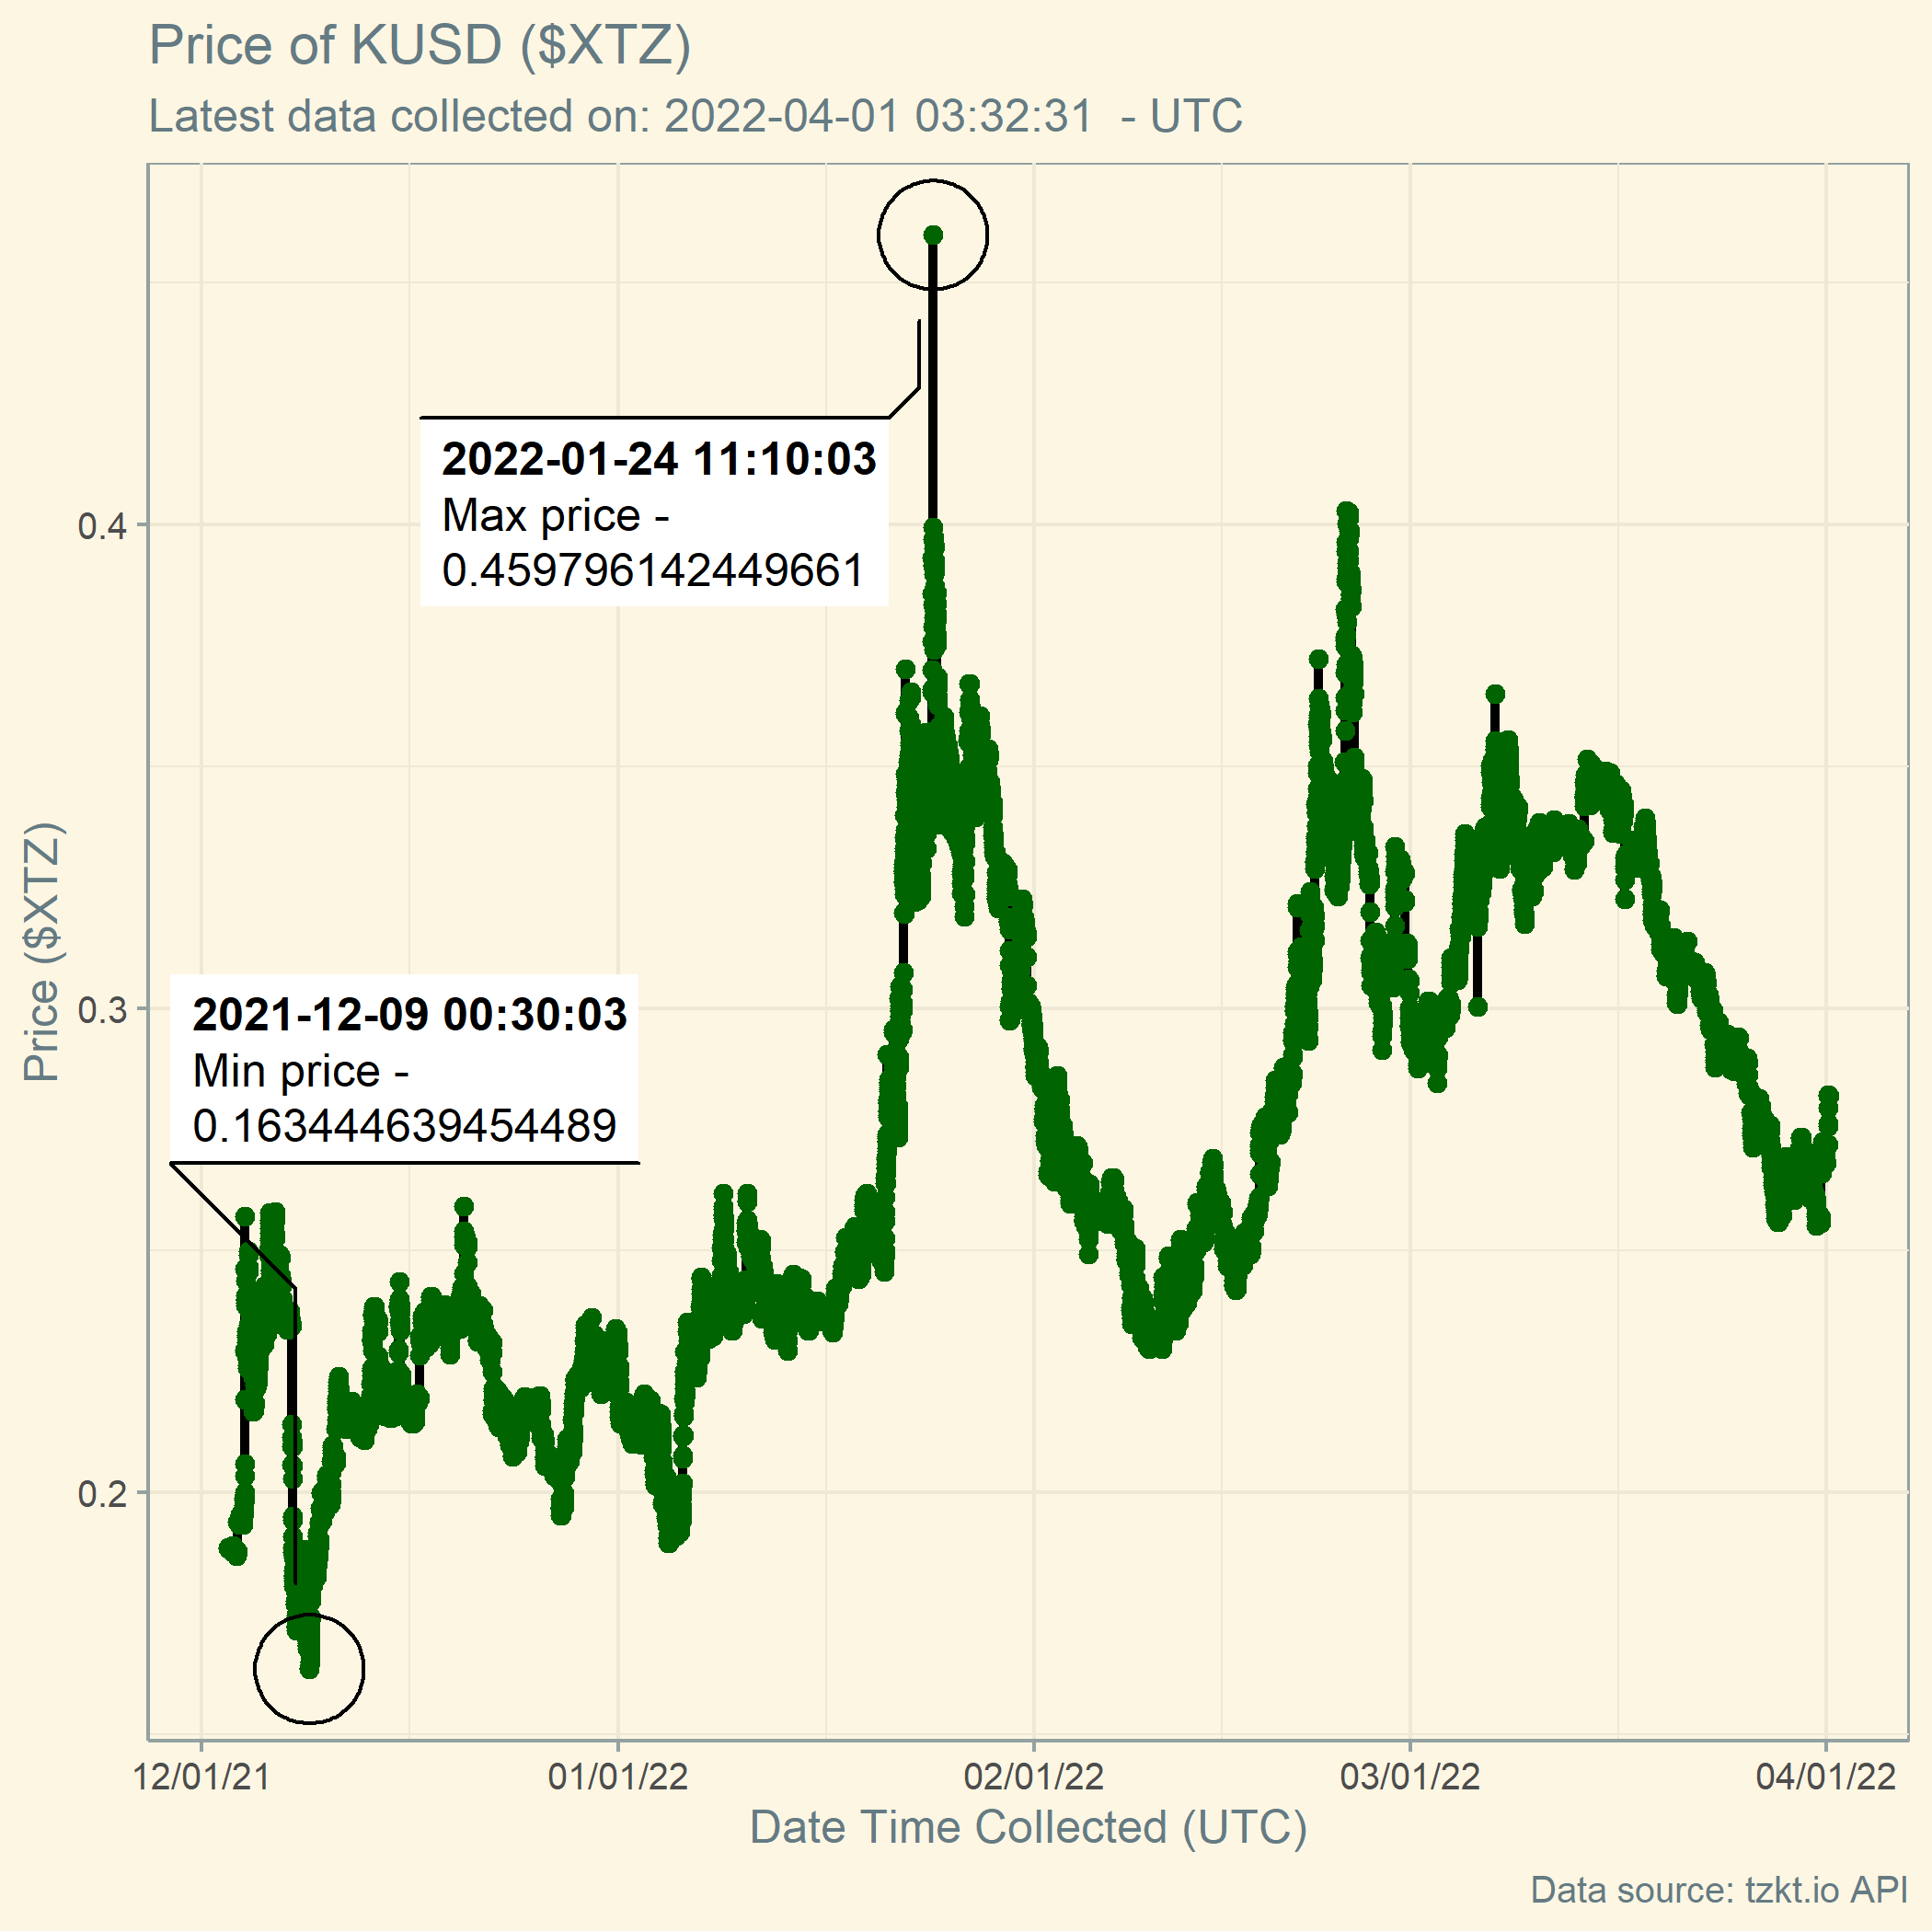 Price of KUSD ($XTZ)
Latest data collected on: 2022-04-01 03:32:31  - UTC
2022-01-24 11:10:03
Max price -
0.459796142449661
0.4
0.3
0.2
Price ($XTZ)
2021-12-09 00:30:03
Min price -
0.163444639454489
12/01/21
01/01/22
02/01/22
03/01/22
04/01/22
Date Time Collected (UTC)
Data source: tzkt.io API